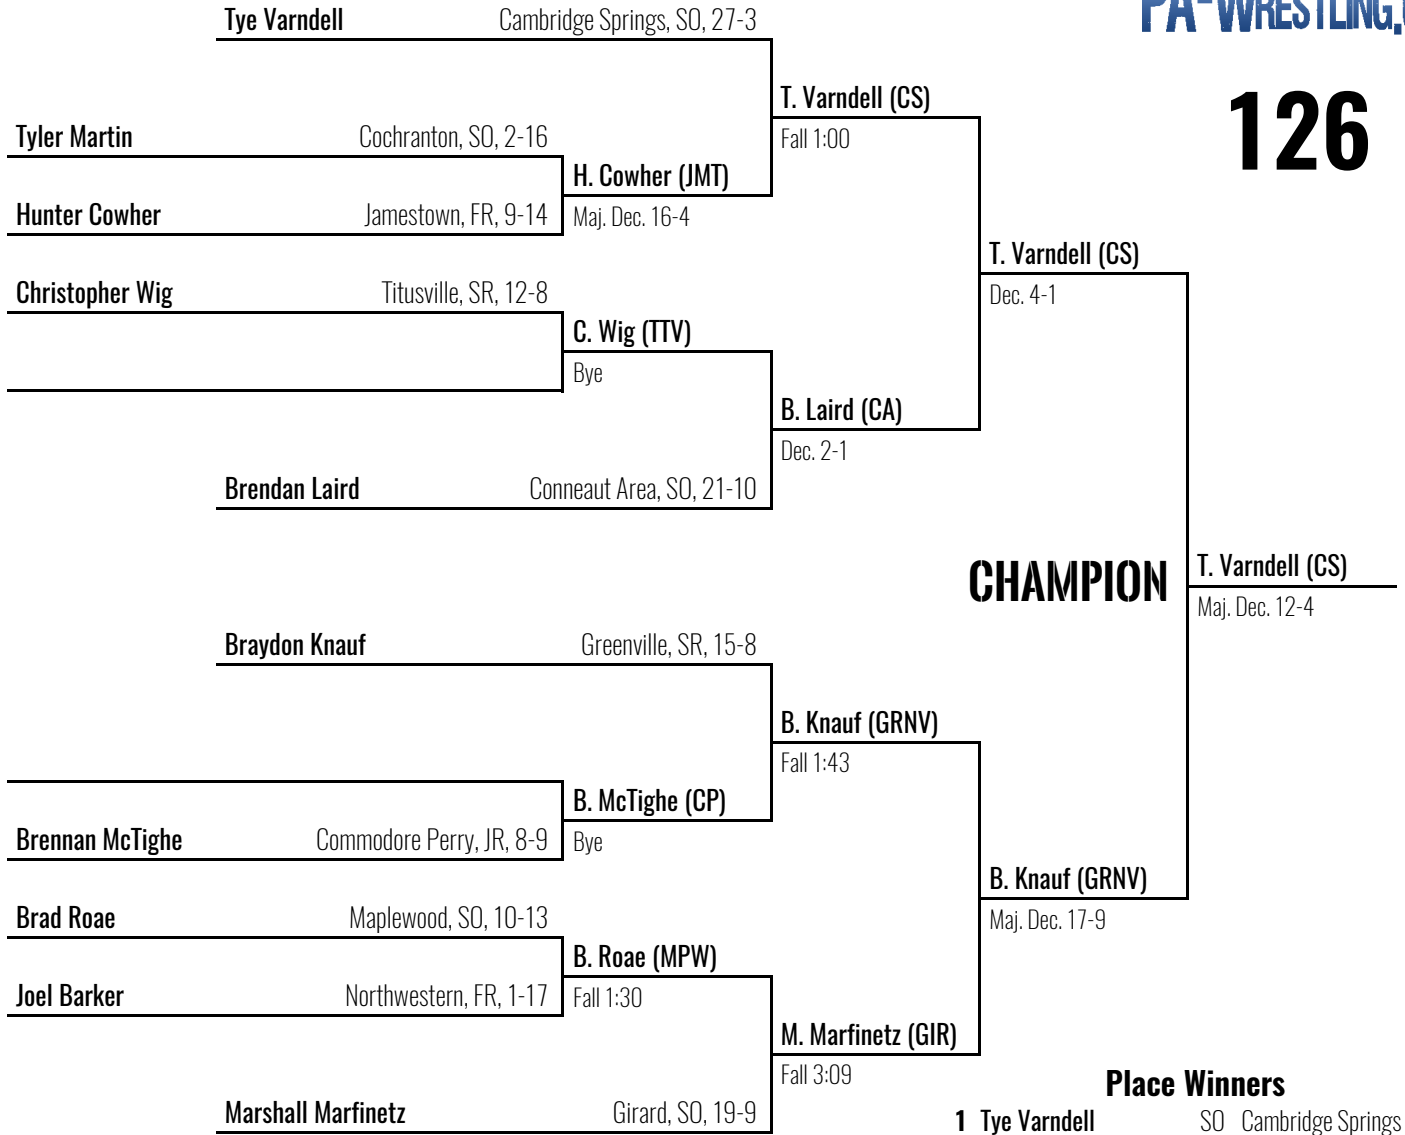 Tye Varndell Cambridge Springs, SO, 27-3
PA-WRESTLING.
126
T. Varndell (CS)
Fall 1:00
Tyler Martin Cochranton, SO, 2-16
H. Cowher (JMT)
Maj. Dec. 16-4
Hunter Cowher Jamestown, FR, 9-14
T. Varndell (CS)
Dec. 4-1
Christopher Wig Titusville, SR, 12-8
C. Wig (TTV)
Bye
B. Laird (CA)
Dec. 2-1
Brendan Laird Conneaut Area, SO, 21-10
CHAMPION
T. Varndell (CS)
Maj. Dec. 12-4
Braydon Knauf Greenville, SR, 15-8
B. Knauf (GRNV)
Fall 1:43
B. McTighe (CP)
Bye
Brennan McTighe Commodore Perry, JR, 8-9
B. Knauf (GRNV)
Maj. Dec. 17-9
Brad Roae Maplewood, SO, 10-13
B. Roae (MPW)
Fall 1:30
Joel Barker Northwestern, FR, 1-17
M. Marfinetz (GIR)
Fall 3:09
Marshall Marfinetz Girard, SO, 19-9
Place Winners
1 Tye Varndell SO Cambridge Springs